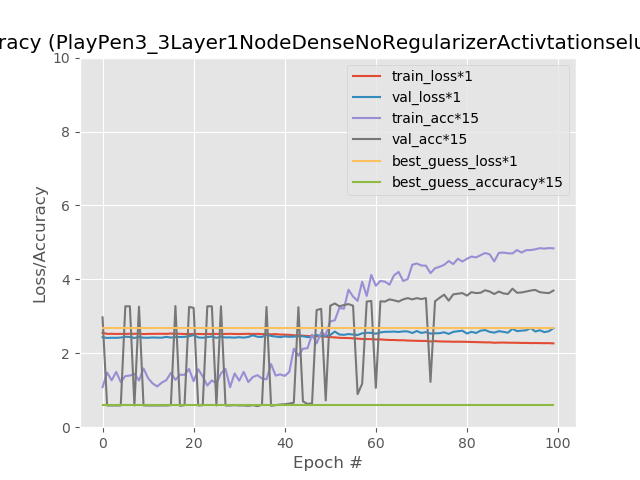 racy (PlayPen3_3Layer1NodeDenseNoRegularizerActivtationselu
10
train_loss*1
val_loss*1
train_acc*15
val_acc*15
best_guess_loss*1
best_guess_accuracy*15
8
6
4
2
0
Loss/Accuracy
0 20 40 60 80 100
Epoch #